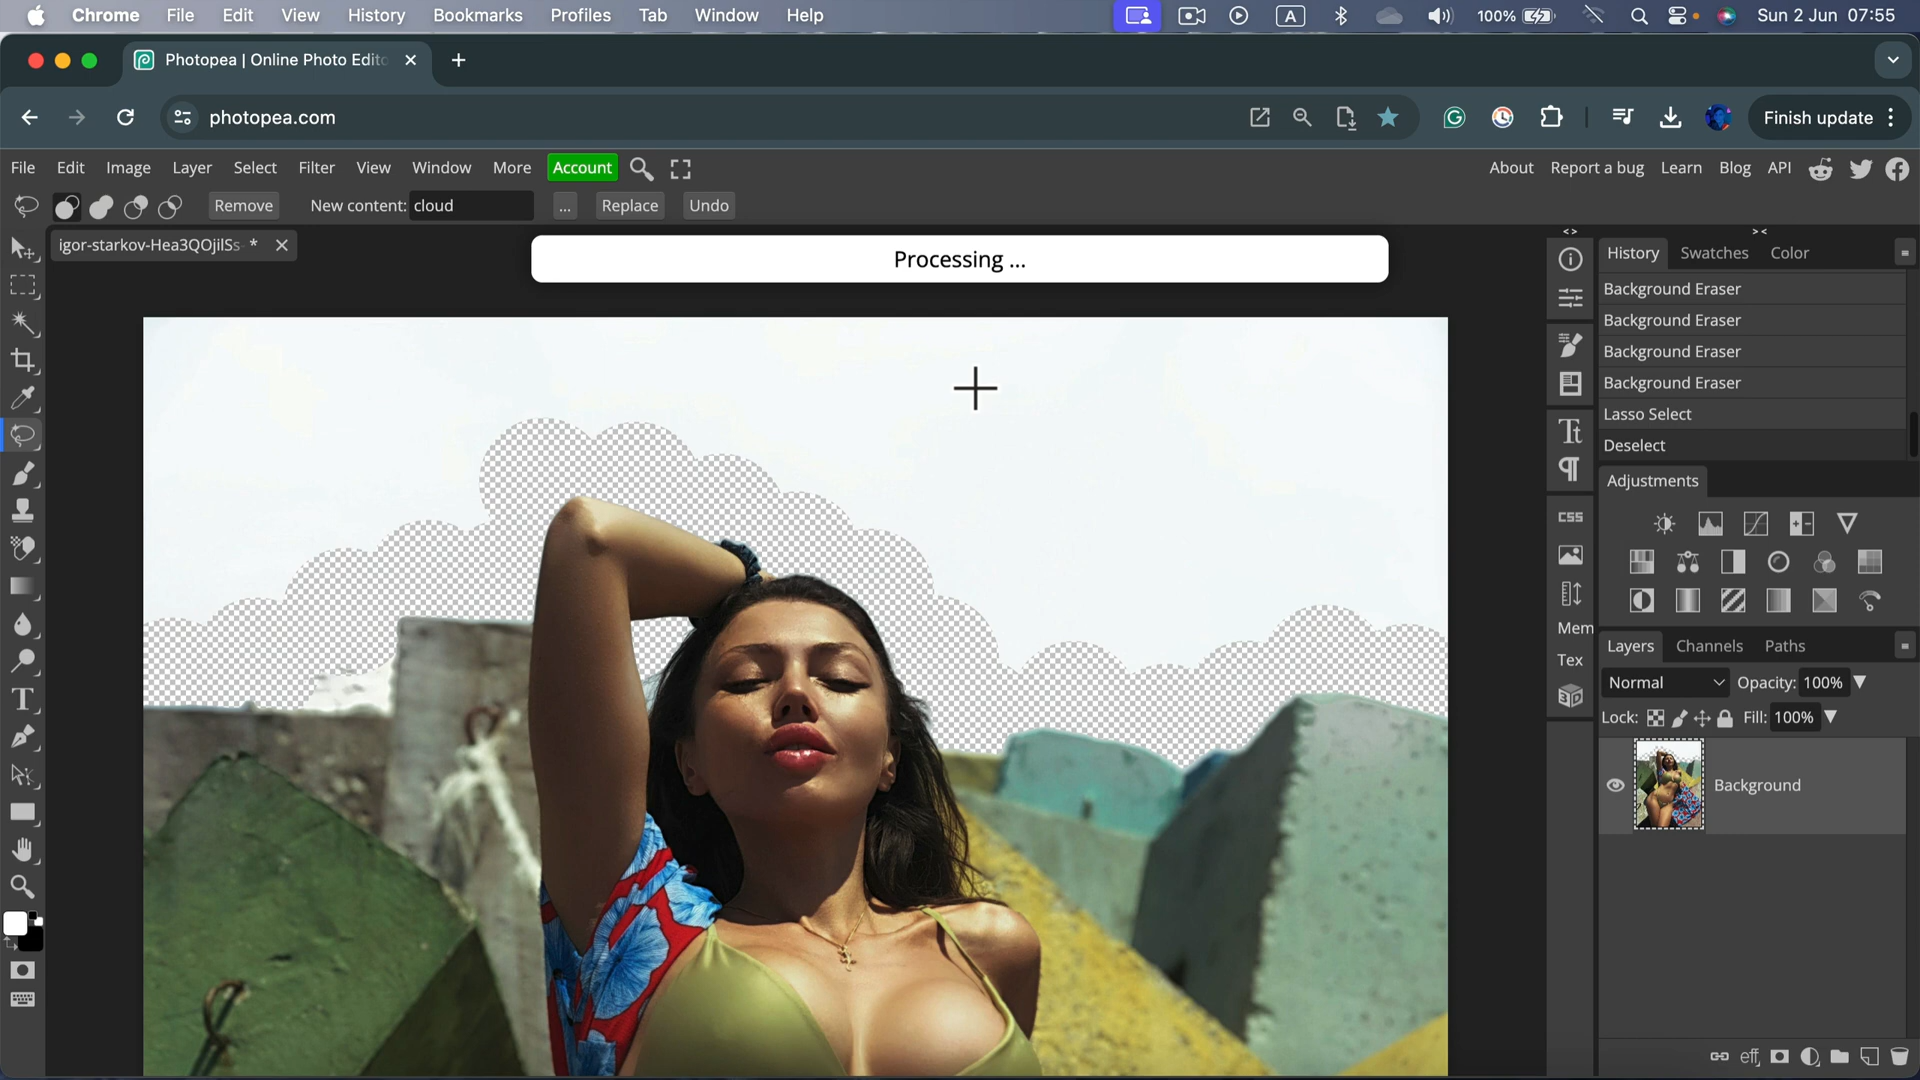 Chrome File Edit View History Bookmarks Profiles Tab Window Help A 100% Sun 2 Jun 07:55
Photopea | Online Photo Edito
photopea.com Finish update
File Edit Image Layer Select Filter View Window More Account About Report a bug Learn Blog API
Remove New content: cloud ... Replace Undo
igor-starkov-Hea3QOjilSs- *
Processing ...
History Swatches Color
Background Eraser
Background Eraser
Background Eraser
Background Eraser
Lasso Select
Deselect
Adjustments
CSS
Mem
Tex
3D
Layers Channels Paths
Normal Opacity: 100%
Lock: Fill: 100%
Background
eff